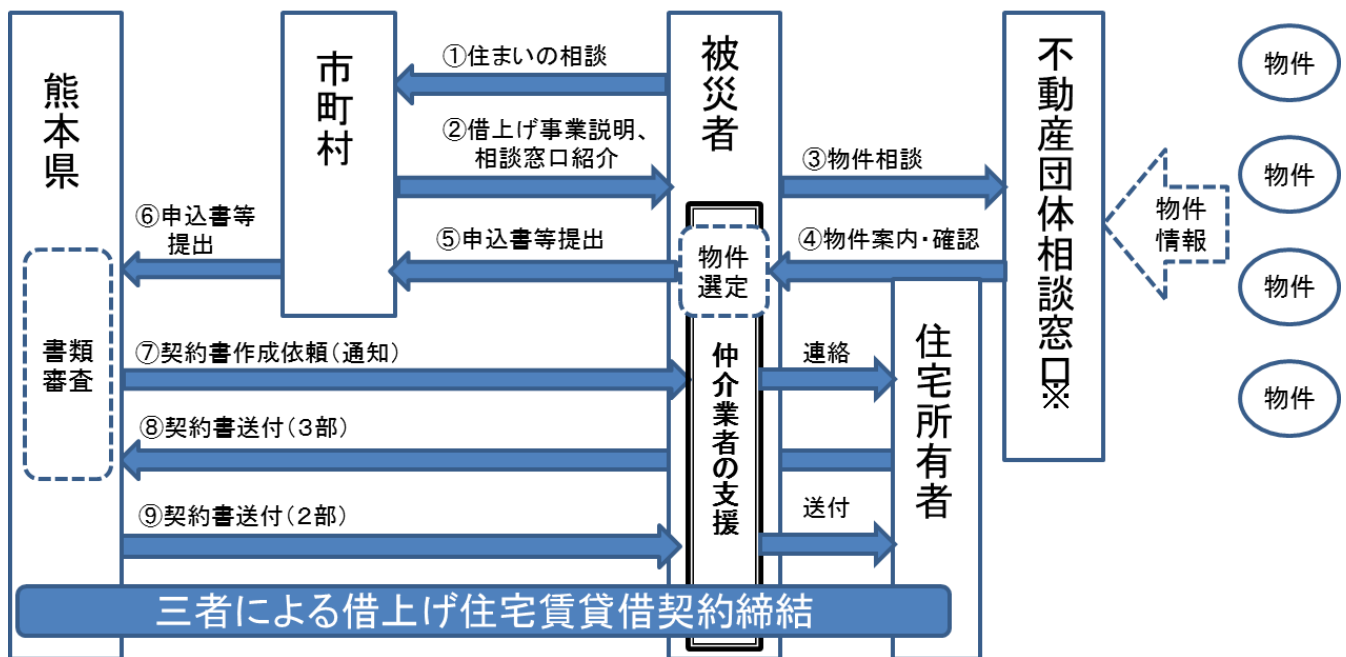 熊本県
市町村
被災者
不動産団体相談窓口※
物件
物件
物件
物件
物件
情報
①住まいの相談
②借上げ事業説明、
相談窓口紹介
③物件相談
④物件案内・確認
物件
選定
⑤申込書等提出
⑥申込書等
提出
書類
審査
⑦契約書作成依頼(通知)
連絡
仲介業者の支援
住宅所有者
⑧契約書送付(3部)
⑨契約書送付(2部)
送付
三者による借上げ住宅賃貸借契約締結